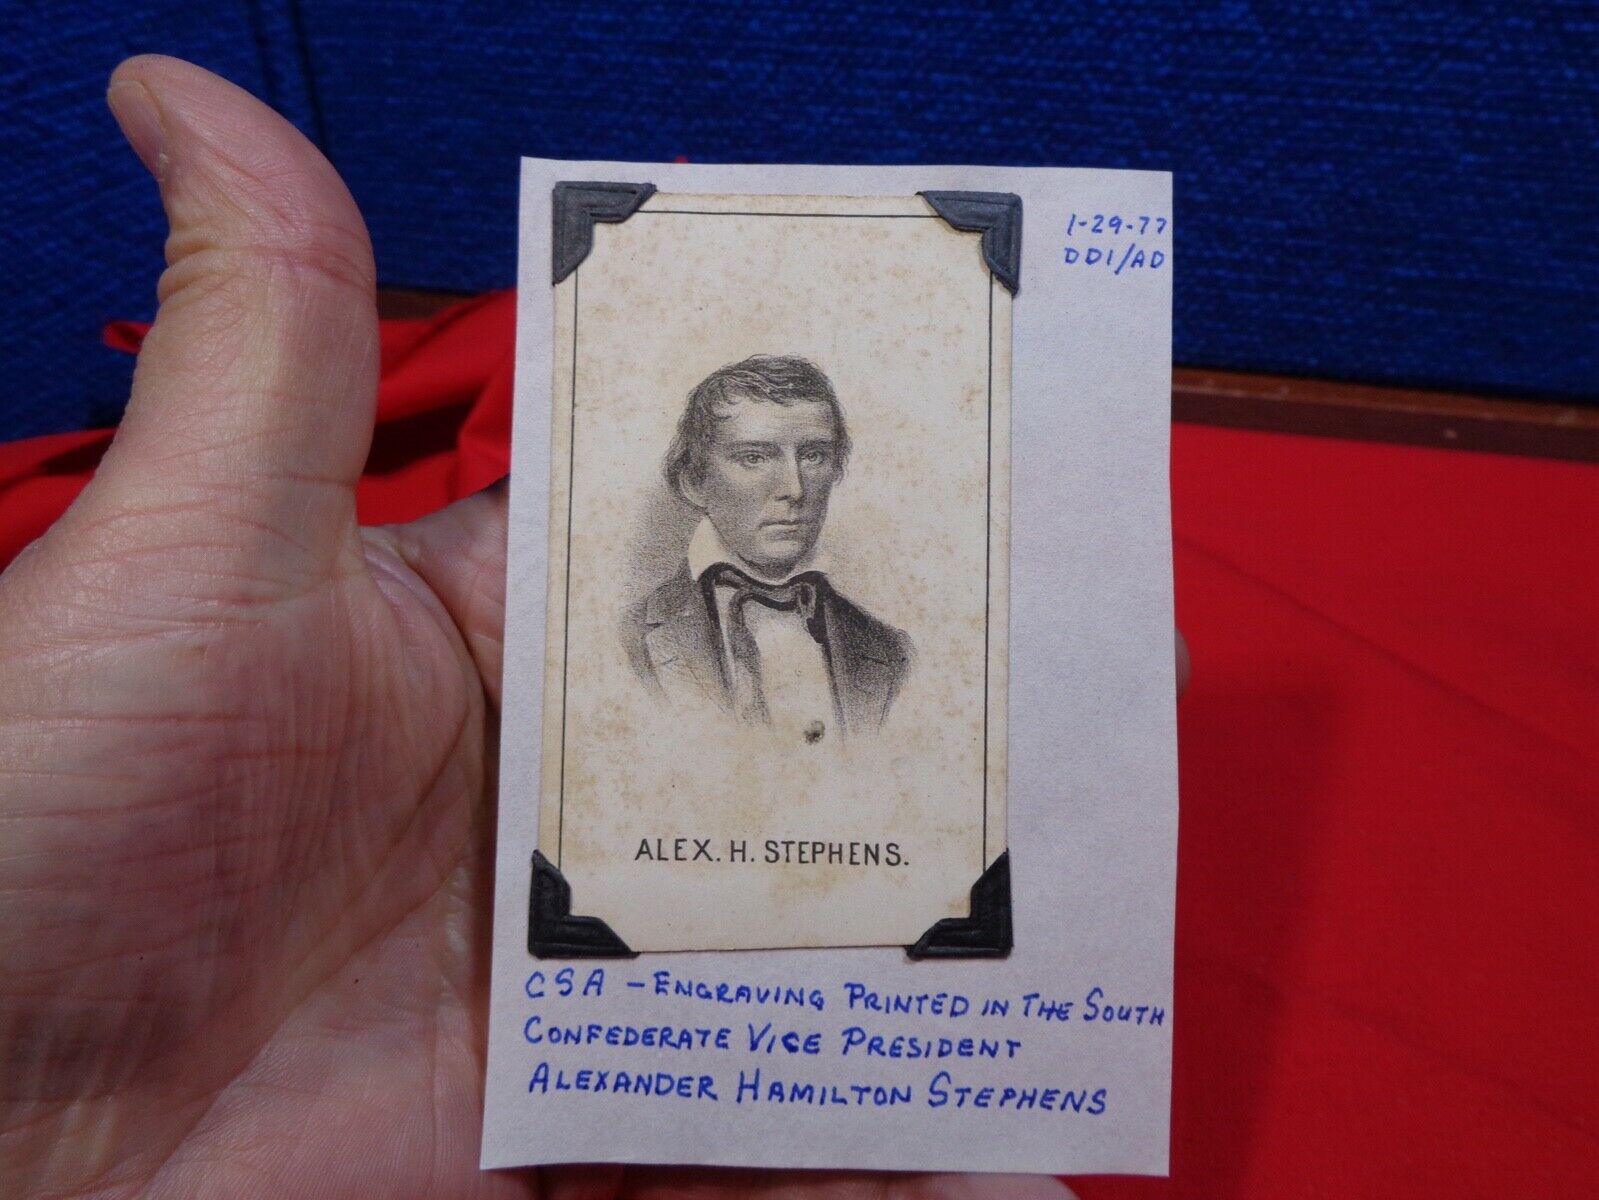 1-29-77
DDI/AD
ALEX. H. STEPHENS.
CSA - ENGRAVING PRINTED IN THE SOUTH
CONFEDERATE VICE PRESIDENT
ALEXANDER HAMILTON STEPHENS